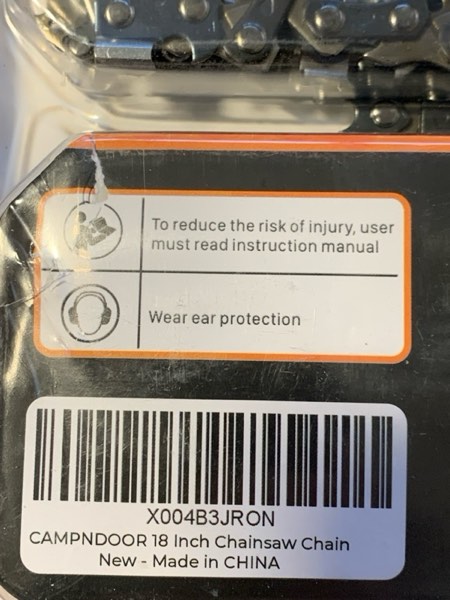 To reduce the risk of injury, user
must read instruction manual
Wear ear protection
X004B3JRON
CAMPNDOOR 18 Inch Chainsaw Chain
New - Made in CHINA